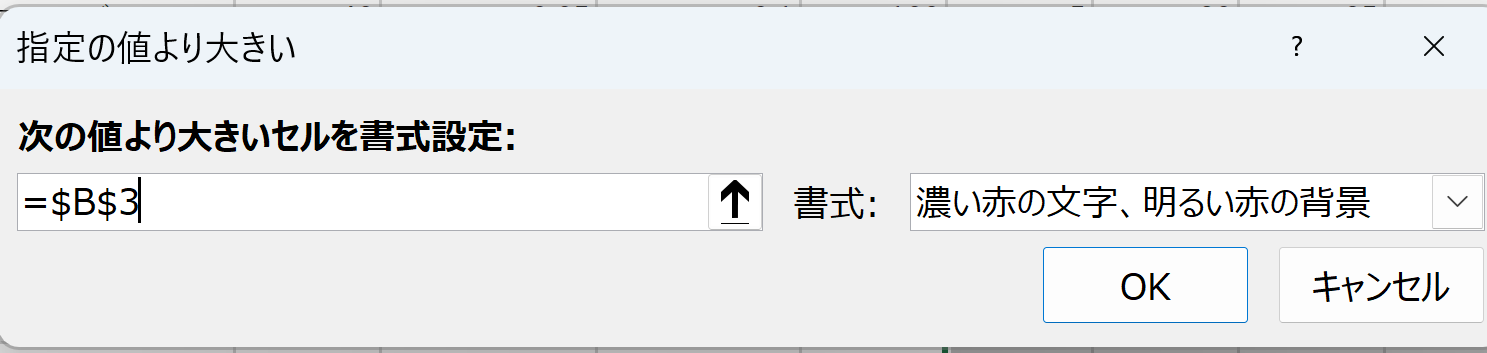 指定の値より大きい
?
次の値より大きいセルを書式設定:
=$B$3
書式:
濃い赤の文字、明るい赤の背景
OK
キャンセル